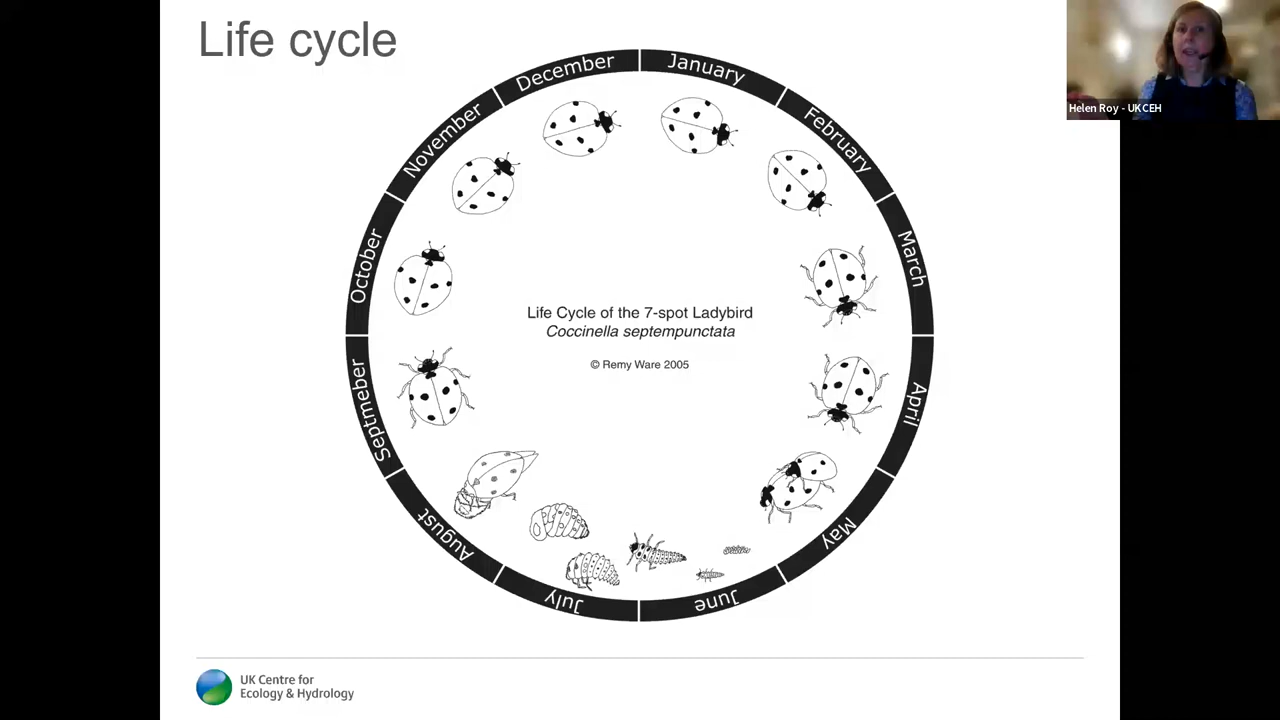 Life cycle
Helen Roy - UKCEH
January
February
March
April
May
June
July
August
Septmeber
October
November
December
Life Cycle of the 7-spot Ladybird
Coccinella septempunctata
© Remy Ware 2005
UK Centre for
Ecology & Hydrology